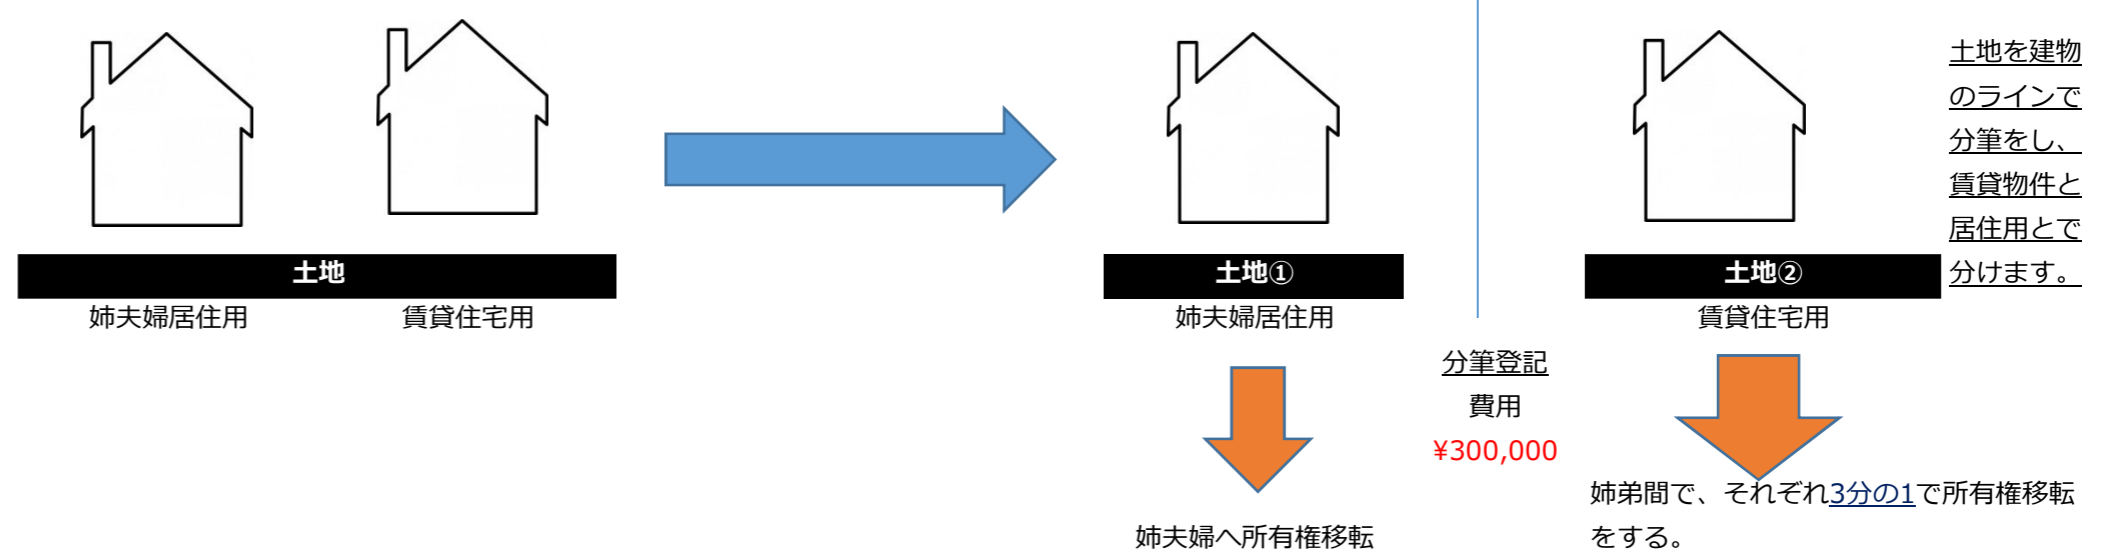 土地
姉夫婦居住用
賃貸住宅用
土地①
姉夫婦居住用
姉夫婦へ所有権移転
分筆登記
費用
¥300,000
土地②
賃貸住宅用
姉弟間で、それぞれ3分の1で所有権移転
をする。
土地を建物
のラインで
分筆をし、
賃貸物件と
居住用とで
分けます。